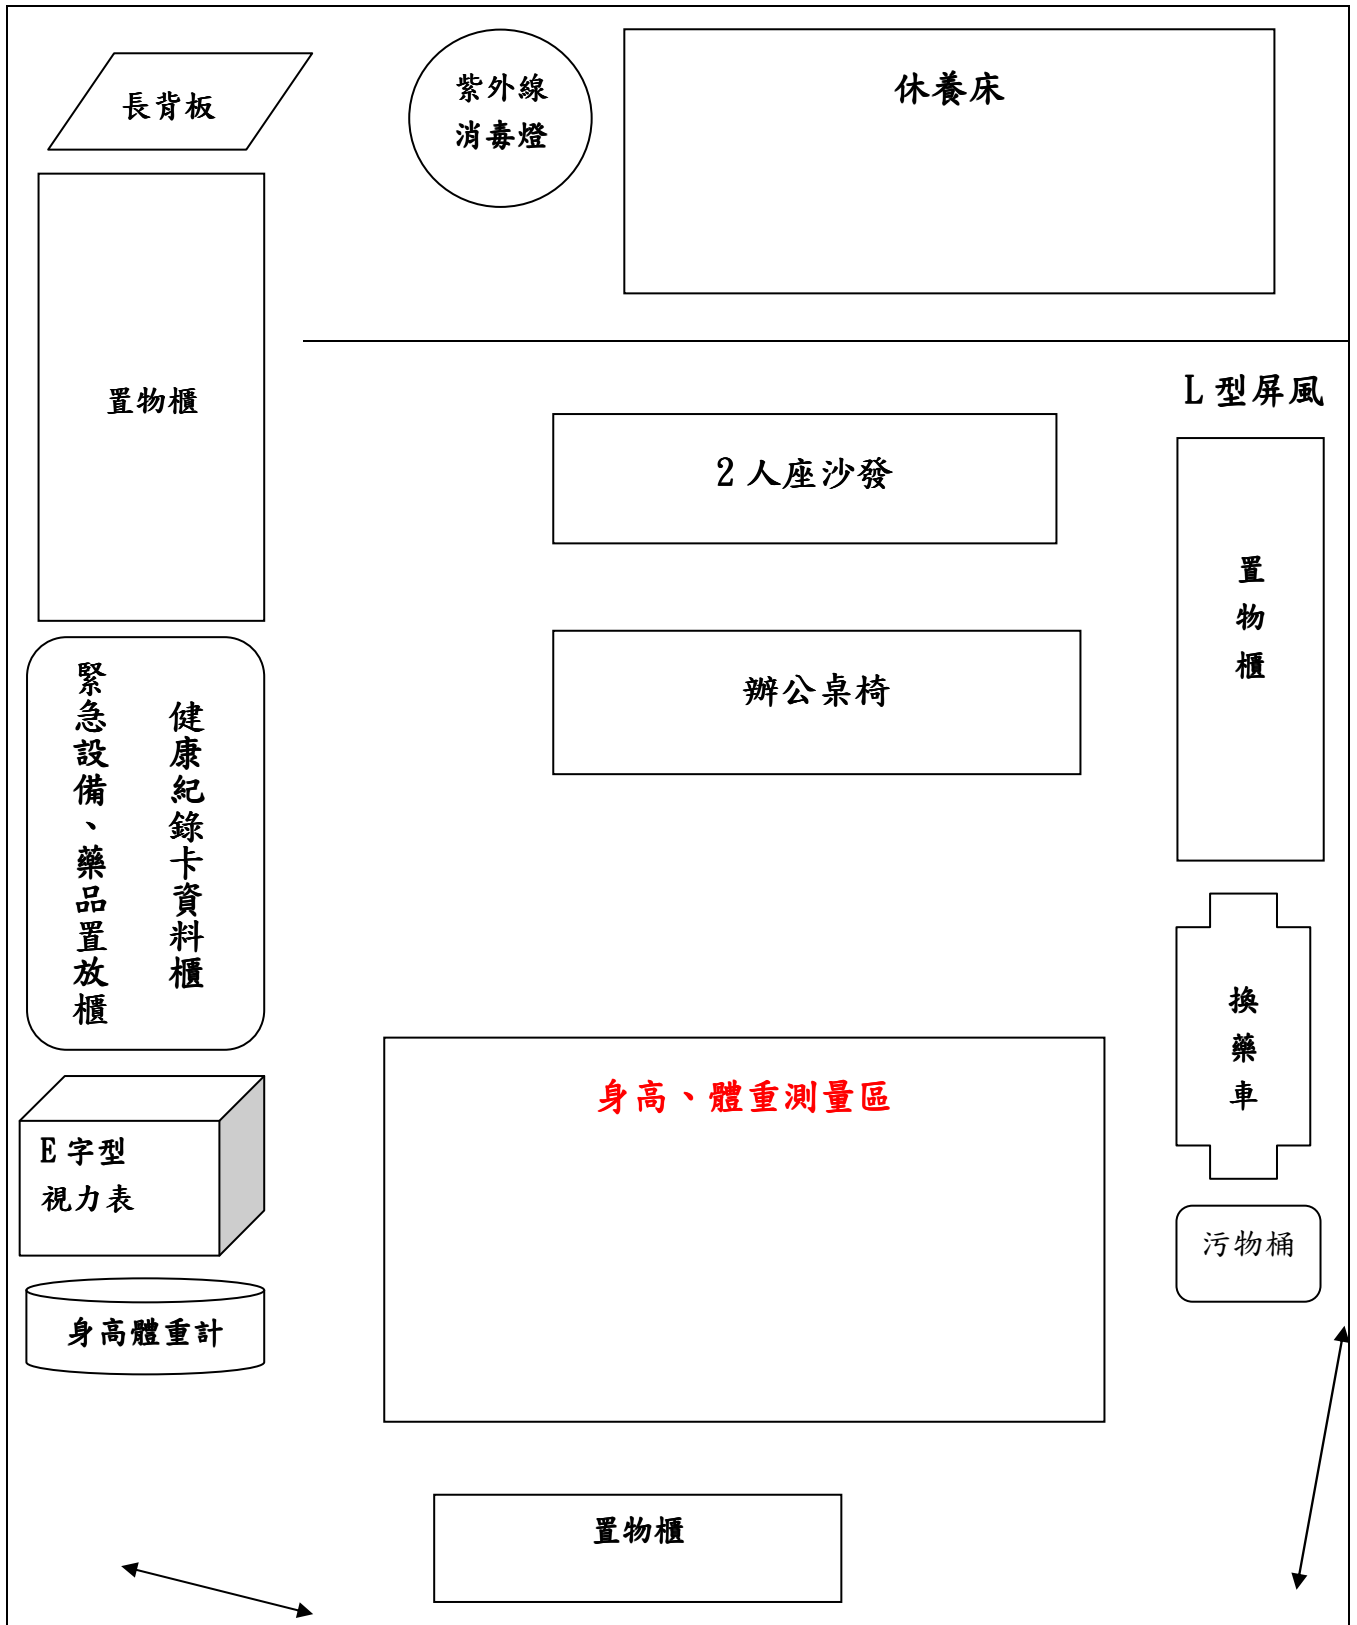 長背板
紫外線
消毒燈
休養床
置物櫃
L 型屏風
2 人座沙發
置物櫃
辦公桌椅
緊急設備、藥品置放櫃
健康紀錄卡資料櫃
換藥車
身高、體重測量區
E 字型
視力表
污物桶
身高體重計
置物櫃